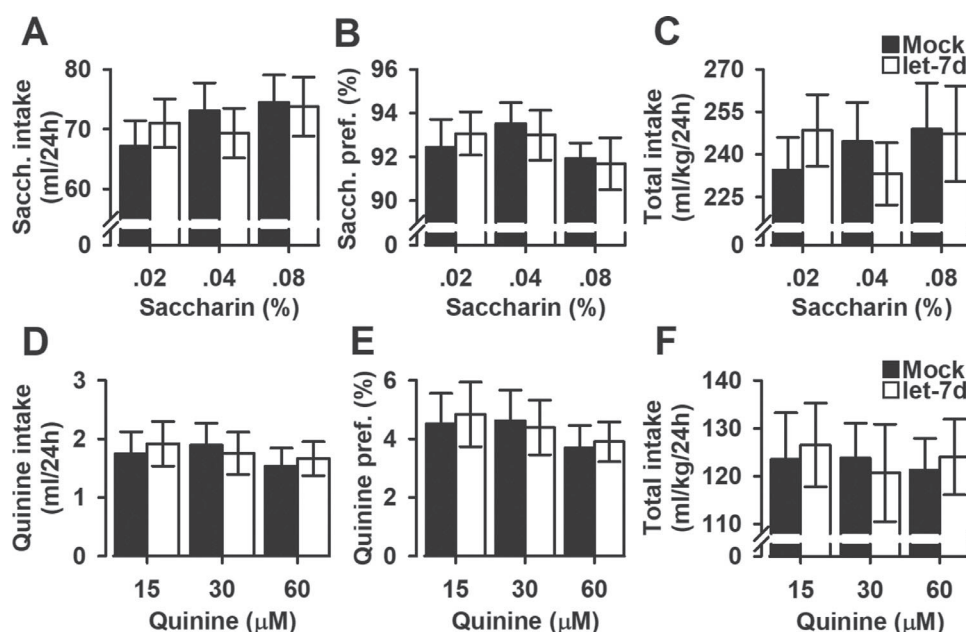 A
Sacch. intake
(ml/24h)
80
70
60
0
.02 .04 .08
Saccharin (%)
B
Sacch. pref. (%)
96
94
92
90
0
.02 .04 .08
Saccharin (%)
C
Mock
let-7d
Total intake
(ml/kg/24h)
270
255
240
225
0
.02 .04 .08
Saccharin (%)
D
Quinine intake
(ml/24h)
3
2
1
0
15 30 60
Quinine (μM)
E
Quinine pref. (%)
6
4
2
0
15 30 60
Quinine (μM)
F
Mock
let-7d
Total intake
(ml/kg/24h)
140
130
120
110
0
15 30 60
Quinine (μM)